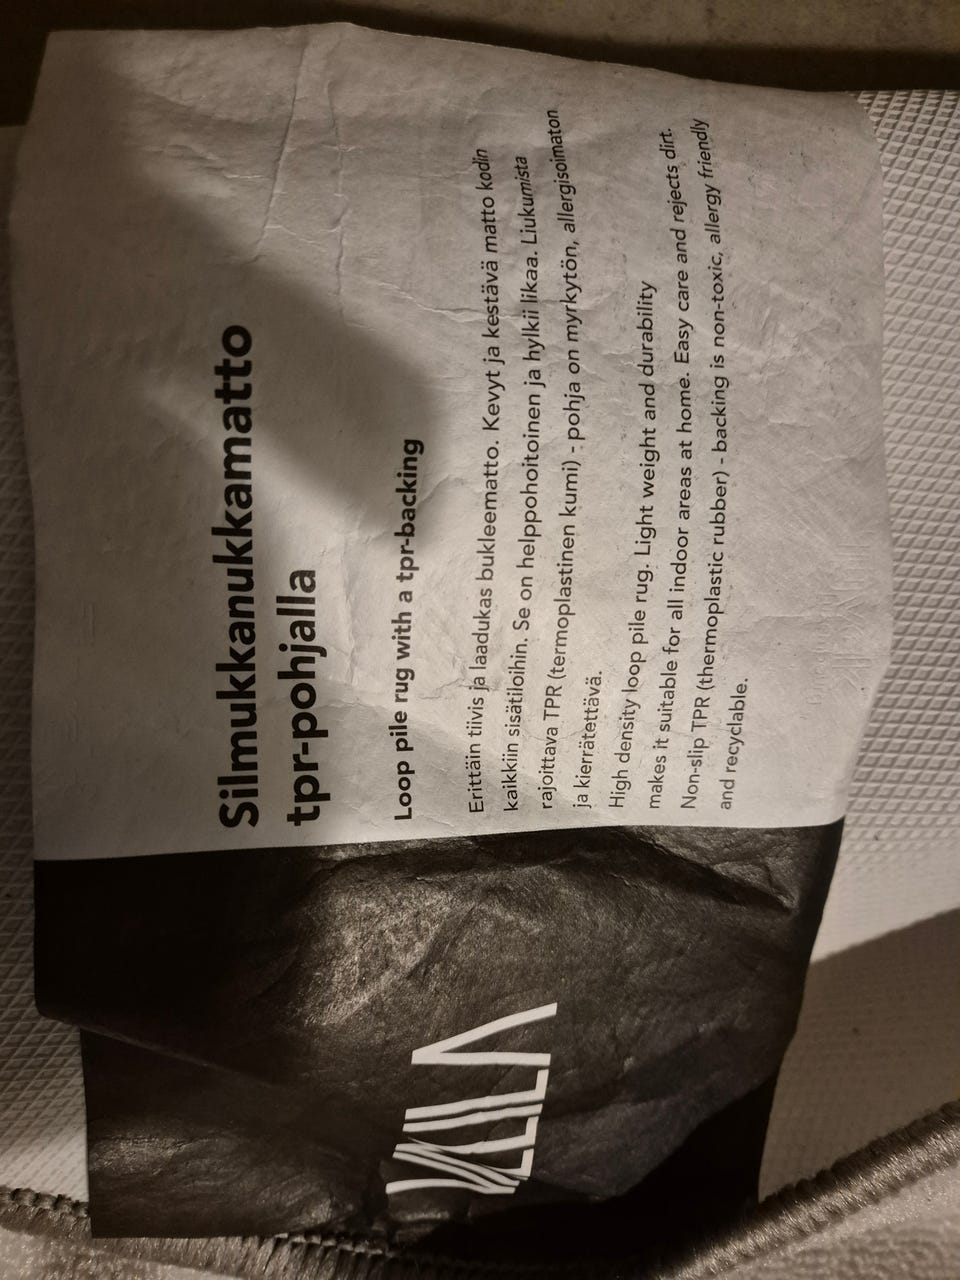 Silmukkanukkamatto
tpr-pohjalla
Loop pile rug with a tpr-backing
Erittäin tiivis ja laadukas bukleematto. Kevyt ja kestävä matto kodin
kaikkiin sisätiloihin. Se on helppohoitoinen ja hylkii likaa. Liukumista
rajoittava TPR (termoplastinen kumi) - pohja on myrkytön, allergisoimaton
ja kierrätettävä.
High density loop pile rug. Light weight and durability
makes it suitable for all indoor areas at home. Easy care and rejects dirt.
Non-slip TPR (thermoplastic rubber) - backing is non-toxic, allergy friendly
and recyclable.